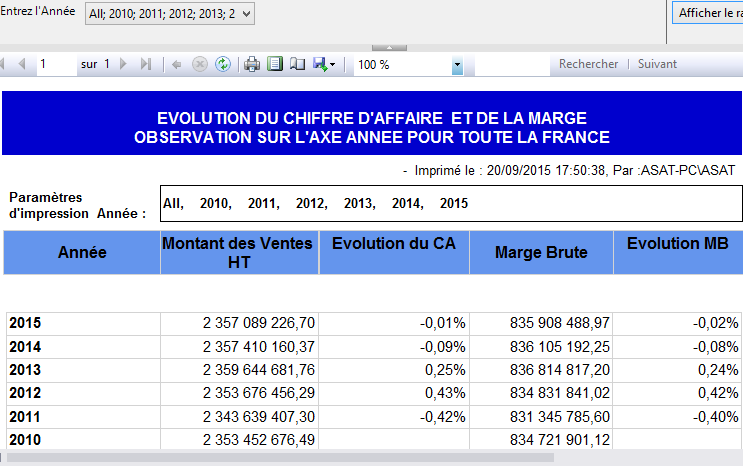 Entrez l'Année All; 2010; 2011; 2012; 2013; 2 Afficher le ra
1 sur 1 100 % Rechercher | Suivant
EVOLUTION DU CHIFFRE D'AFFAIRE ET DE LA MARGE
OBSERVATION SUR L'AXE ANNEE POUR TOUTE LA FRANCE
- Imprimé le : 20/09/2015 17:50:38, Par :ASAT-PC\ASAT
Paramètres
d'impression Année : All, 2010, 2011, 2012, 2013, 2014, 2015
Année Montant des Ventes HT Evolution du CA Marge Brute Evolution MB
2015 2 357 089 226,70 -0,01% 835 908 488,97 -0,02%
2014 2 357 410 160,37 -0,09% 836 105 192,25 -0,08%
2013 2 359 644 681,76 0,25% 836 814 817,20 0,24%
2012 2 353 676 456,29 0,43% 834 831 841,02 0,42%
2011 2 343 639 407,30 -0,42% 831 345 785,60 -0,40%
2010 2 353 452 676,49 834 721 901,12